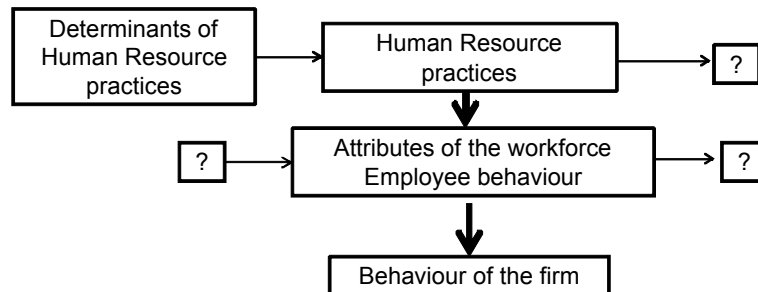 Determinants of
Human Resource
practices
Human Resource
practices
?
?
Attributes of the workforce
Employee behaviour
?
Behaviour of the firm